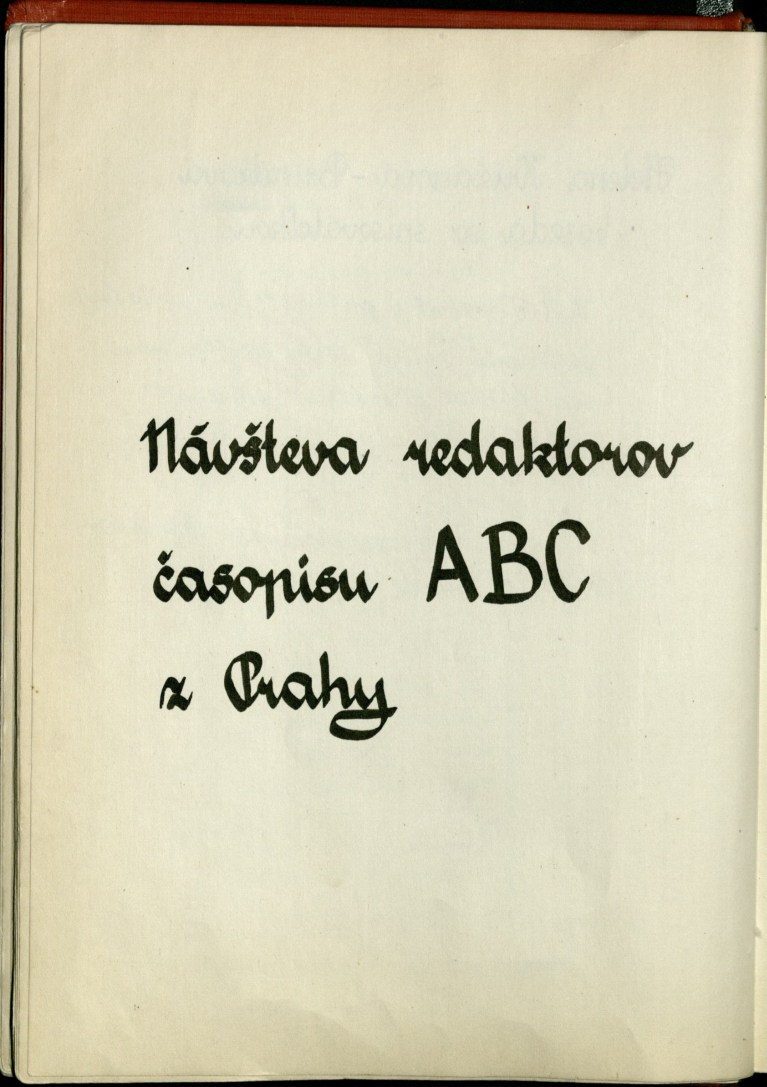 Návšteva redaktorov
časopisu ABC
z Prahy